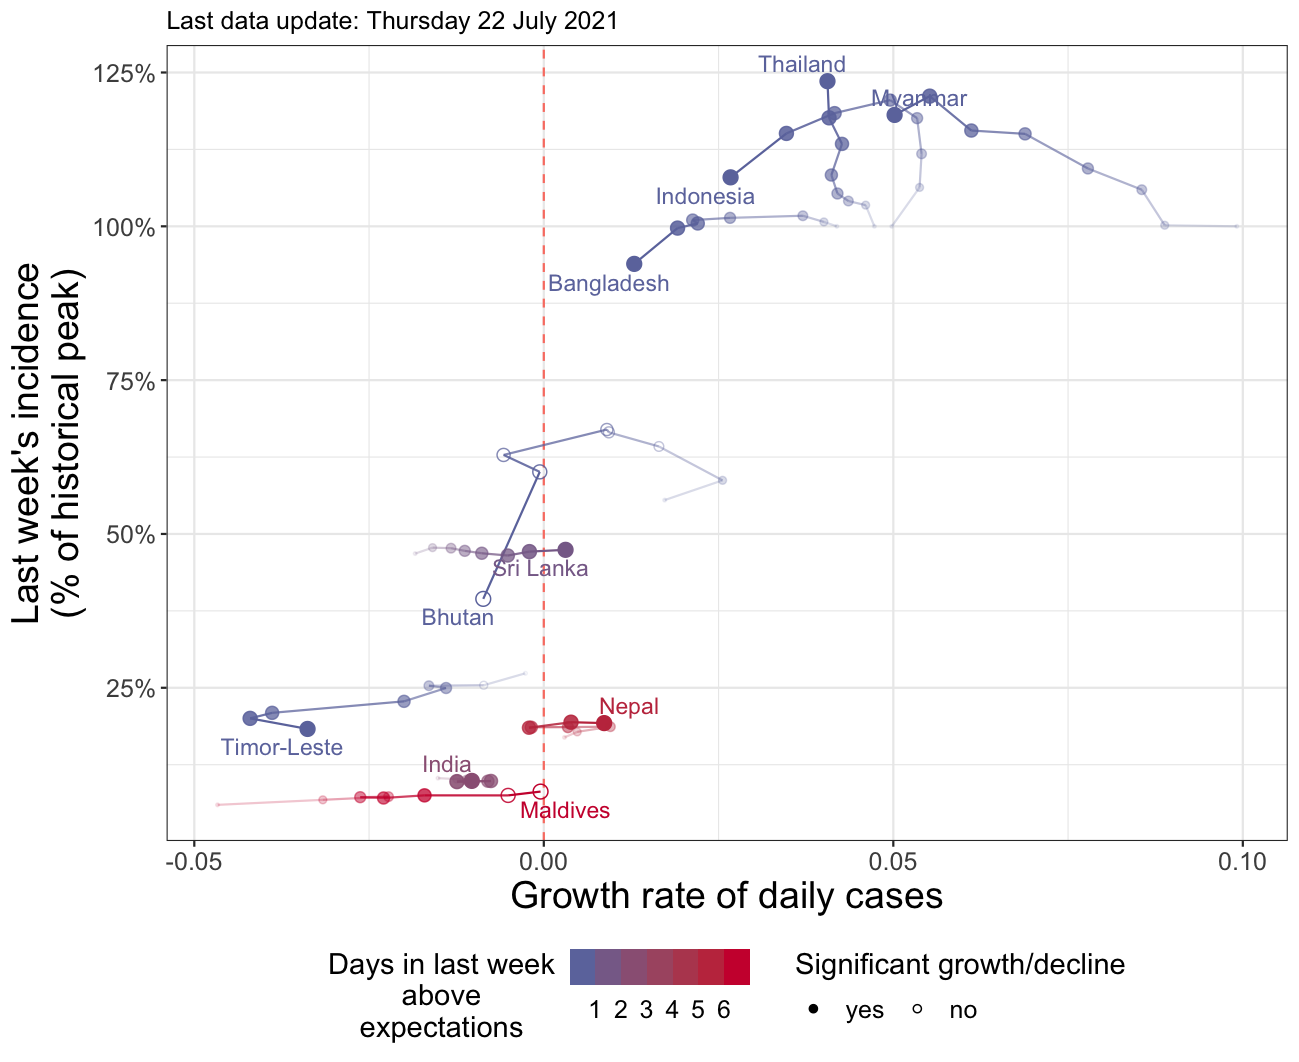 Last data update: Thursday 22 July 2021
Last week's incidence
(% of historical peak)
125%
100%
75%
50%
25%
Thailand
Myanmar
Indonesia
Bangladesh
Sri Lanka
Bhutan
Nepal
Timor-Leste
India
Maldives
-0.05
0.00
0.05
0.10
Growth rate of daily cases
Days in last week
above
expectations
1 2 3 4 5 6
Significant growth/decline
yes
no